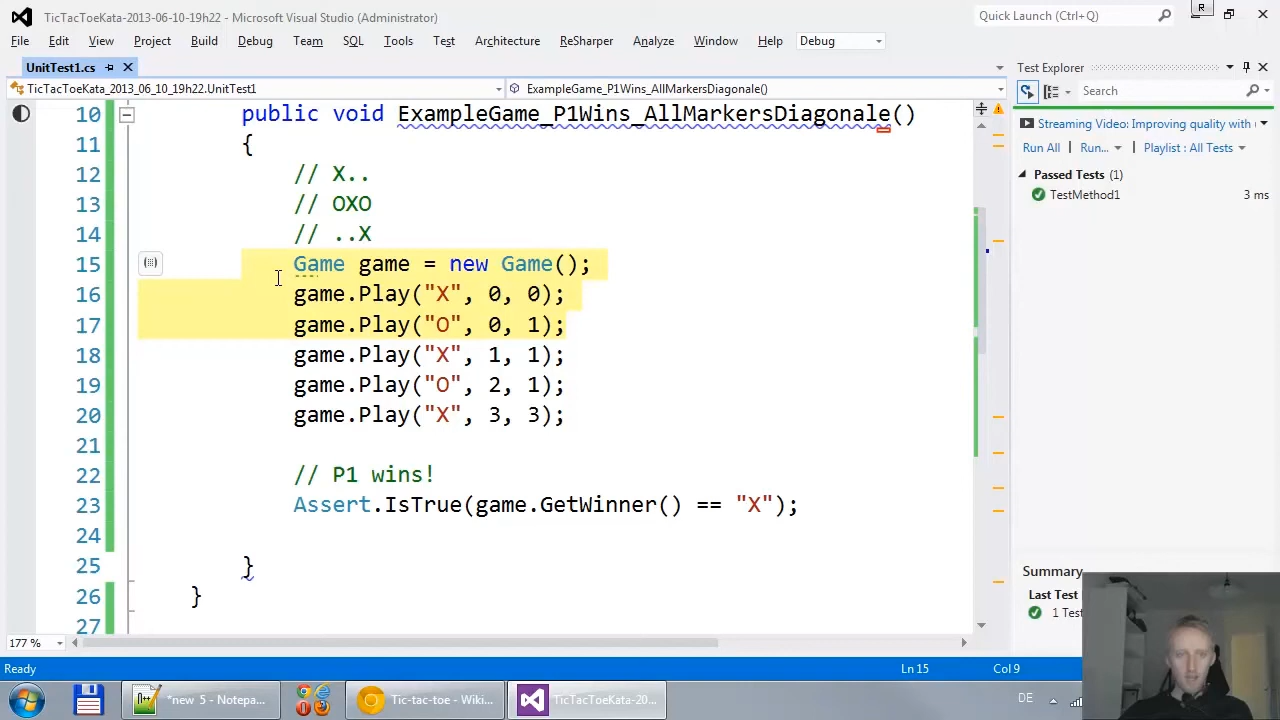 TicTacToeKata-2013-06-10-19h22 - Microsoft Visual Studio (Administrator)
Quick Launch (Ctrl+Q)
R
File Edit View Project Build Debug Team SQL Tools Test Architecture ReSharper Analyze Window Help Debug
UnitTest1.cs
Test Explorer
TicTacToeKata_2013_06_10_19h22.UnitTest1
ExampleGame_P1Wins_AllMarkersDiagonale()
Search
Streaming Video: Improving quality with
Run All | Run... | Playlist : All Tests
Passed Tests (1)
TestMethod1 3 ms
10 public void ExampleGame_P1Wins_AllMarkersDiagonale()
11 {
12 // X..
13 // OXO
14 // ..X
15 Game game = new Game();
16 game.Play("X", 0, 0);
17 game.Play("O", 0, 1);
18 game.Play("X", 1, 1);
19 game.Play("O", 2, 1);
20 game.Play("X", 3, 3);
21
22 // P1 wins!
23 Assert.IsTrue(game.GetWinner() == "X");
24
25 }
26 }
27
Summary
Last Test
1 Test
177 %
Ready
Ln 15
Col 9
*new 5 - Notepa...
Tic-tac-toe - Wiki...
TicTacToeKata-20...
DE